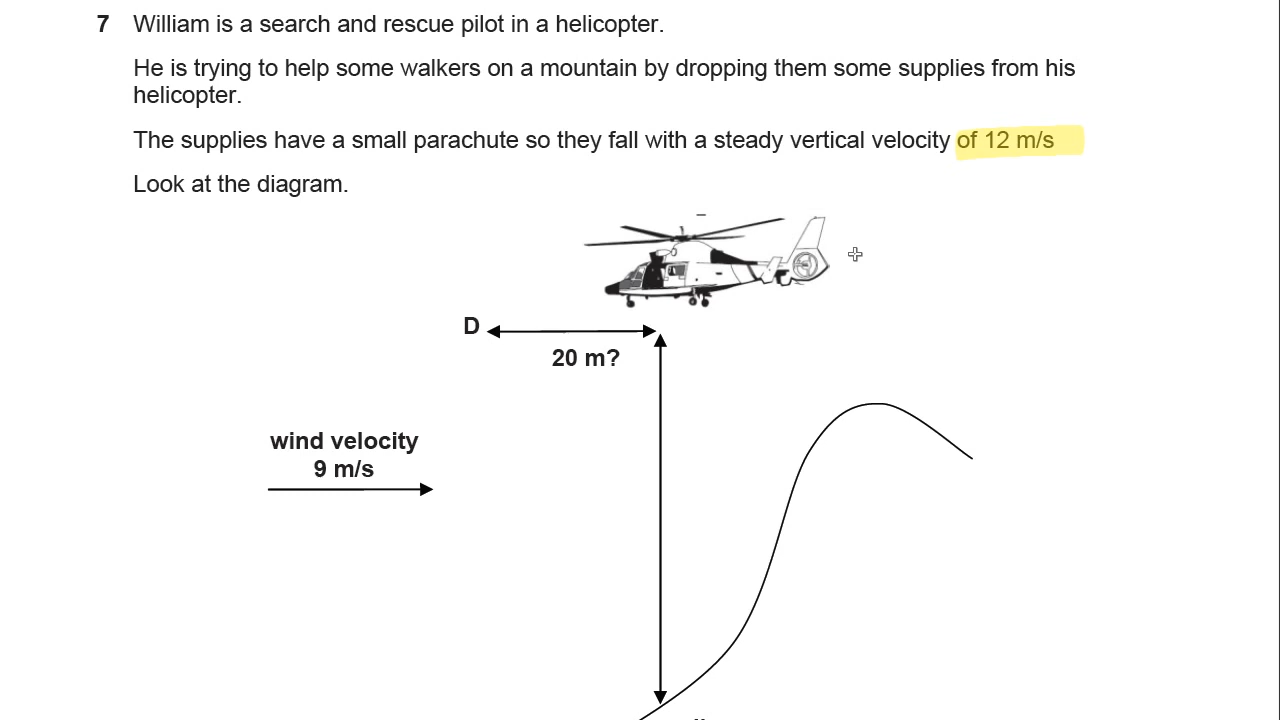 7 William is a search and rescue pilot in a helicopter.
He is trying to help some walkers on a mountain by dropping them some supplies from his
helicopter.
The supplies have a small parachute so they fall with a steady vertical velocity of 12 m/s
Look at the diagram.
D
20 m?
wind velocity
9 m/s